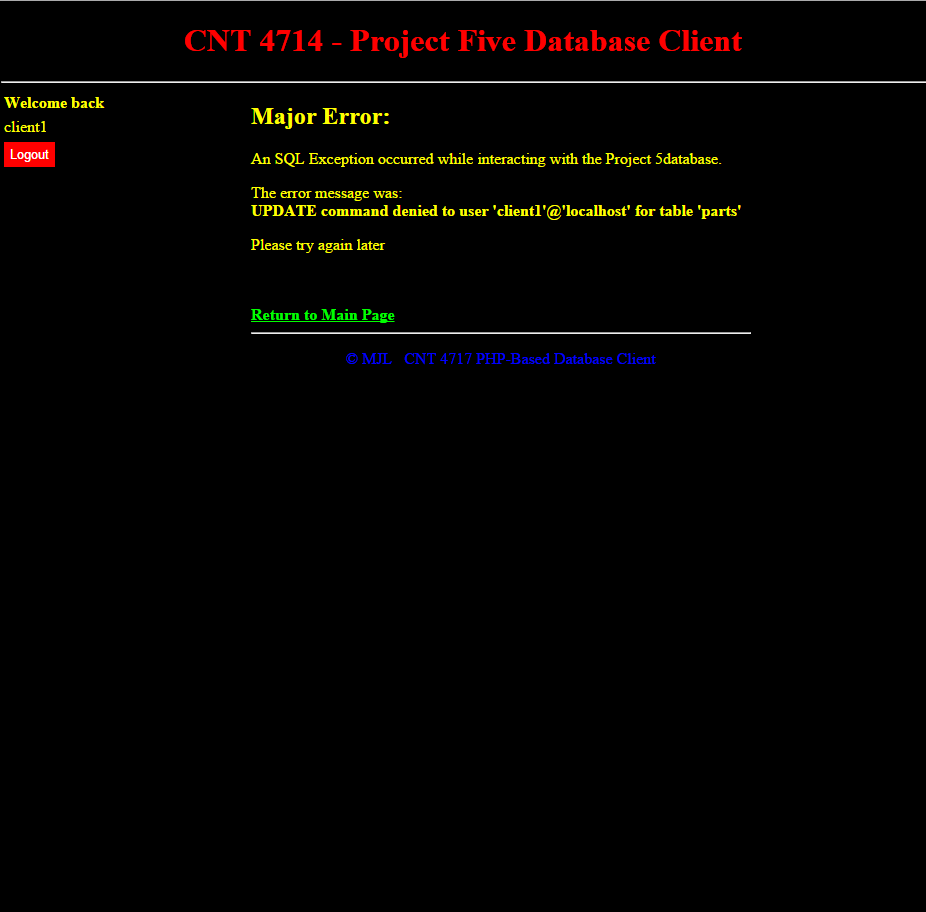 CNT 4714 - Project Five Database Client
Welcome back
client1
Logout
Major Error:
An SQL Exception occurred while interacting with the Project 5database.
The error message was:
UPDATE command denied to user 'client1'@'localhost' for table 'parts'
Please try again later
Return to Main Page
© MJL CNT 4717 PHP-Based Database Client